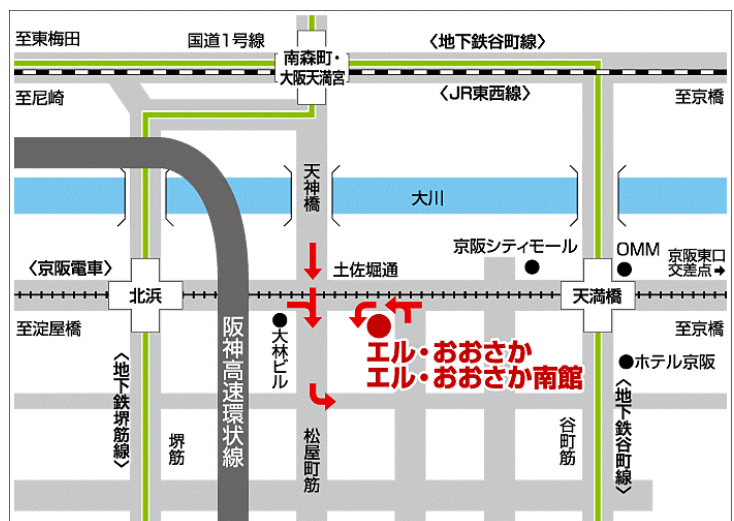 至東梅田
国道1号線
南森町・
大阪天満宮
〈地下鉄谷町線〉
至尼崎
〈JR東西線〉
至京橋
天神橋
大川
〈京阪電車〉
土佐堀通
京阪シティモール
OMM
京阪東口
交差点➡
北浜
天満橋
至淀屋橋
大林ビル
エル・おおさか
エル・おおさか南館
至京橋
ホテル京阪
〈地下鉄堺筋線〉
堺筋
阪神高速環状線
松屋町筋
谷町筋
〈地下鉄谷町線〉